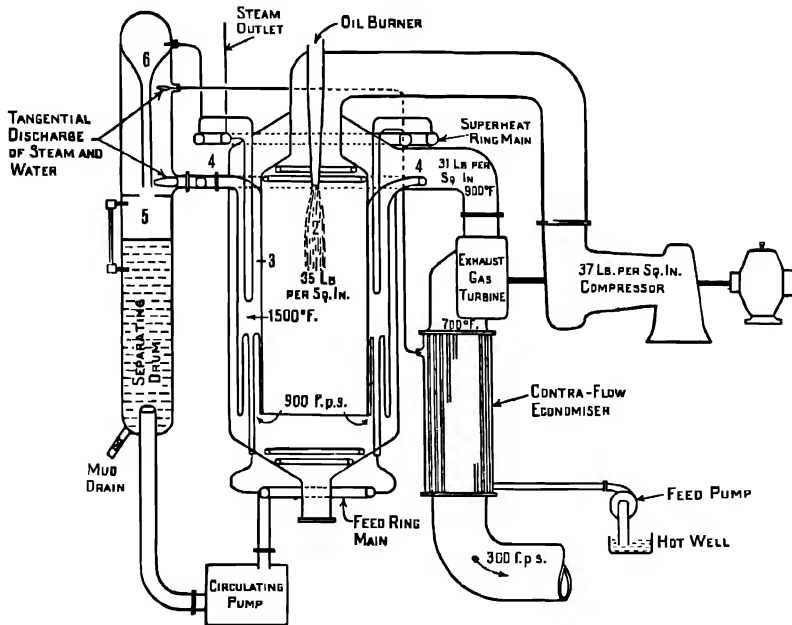 STEAM
OUTLET
OIL BURNER
6
TANGENTIAL
DISCHARGE
OF STEAM AND
WATER
SUPERHEAT
RING MAIN
4
4
31 LB PER
SQ. IN
900°F.
5
2
3
35 LB
PER SQ. IN.
EXHAUST
GAS
TURBINE
37 LB. PER SQ. IN.
COMPRESSOR
1500°F.
700°F.
SEPARATING
DRUM
900 f.p.s.
CONTRA-FLOW
ECONOMISER
MUD
DRAIN
FEED RING
MAIN
FEED PUMP
HOT WELL
300 f.p.s.
CIRCULATING
PUMP